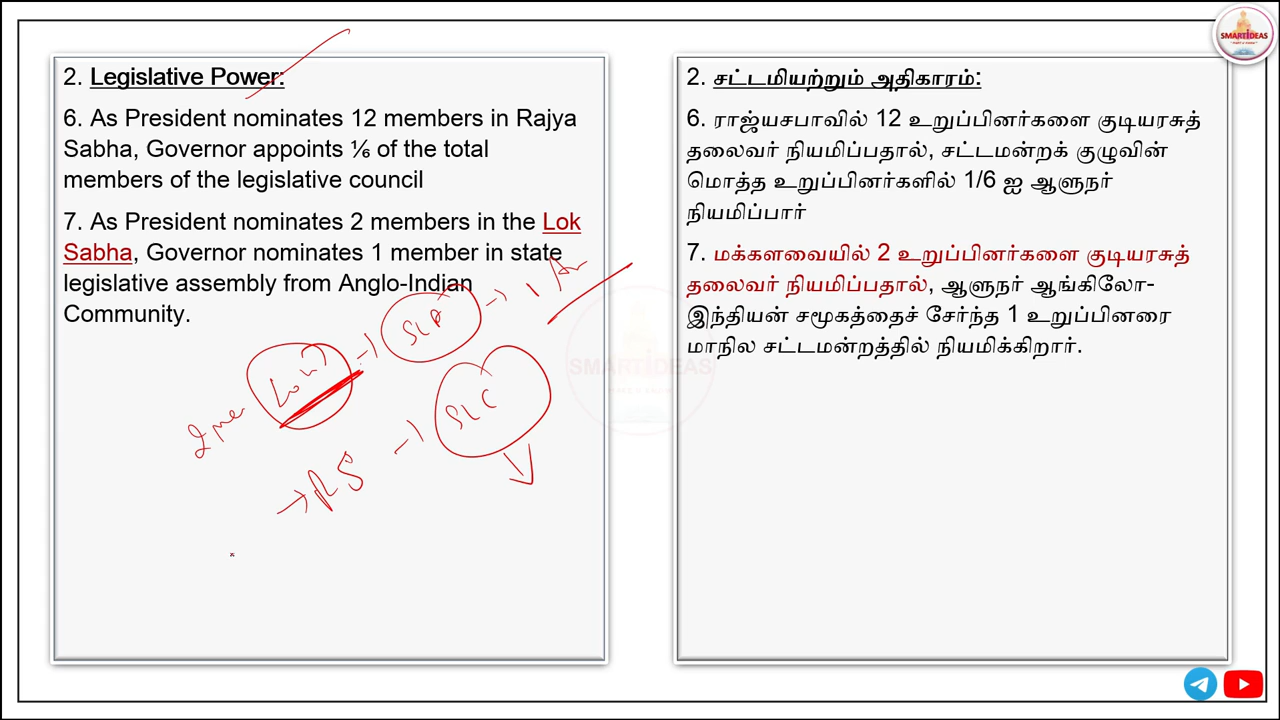 SMARTIDEAS
2. Legislative Power:
6. As President nominates 12 members in Rajya
Sabha, Governor appoints ⅙ of the total
members of the legislative council
7. As President nominates 2 members in the Lok
Sabha, Governor nominates 1 member in state
legislative assembly from Anglo-Indian
Community.
SLA
SLC
RS
2. சட்டமியற்றும் அதிகாரம்:
6. ராஜ்யசபாவில் 12 உறுப்பினர்களை குடியரசுத்
தலைவர் நியமிப்பதால், சட்டமன்றக் குழுவின்
மொத்த உறுப்பினர்களில் 1/6 ஐ ஆளுநர்
நியமிப்பார்
7. மக்களவையில் 2 உறுப்பினர்களை குடியரசுத்
தலைவர் நியமிப்பதால், ஆளுநர் ஆங்கிலோ-
இந்தியன் சமூகத்தைச் சேர்ந்த 1 உறுப்பினரை
மாநில சட்டமன்றத்தில் நியமிக்கிறார்.
SMARTIDEAS